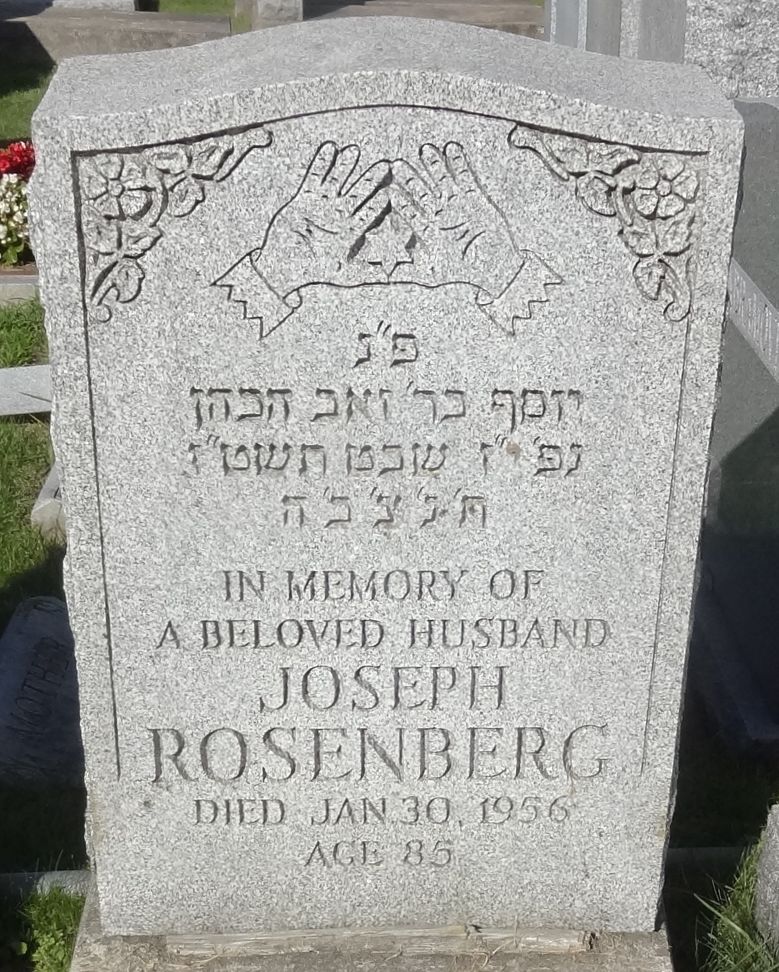 פ"נ
יוסף בר' זאב הכהן
נפ' י"ז שבט תשט"ז
ת' נ' צ' ב' ה
IN MEMORY OF
A BELOVED HUSBAND
JOSEPH
ROSENBERG
DIED JAN. 30, 1956
AGE 85
MOTHER